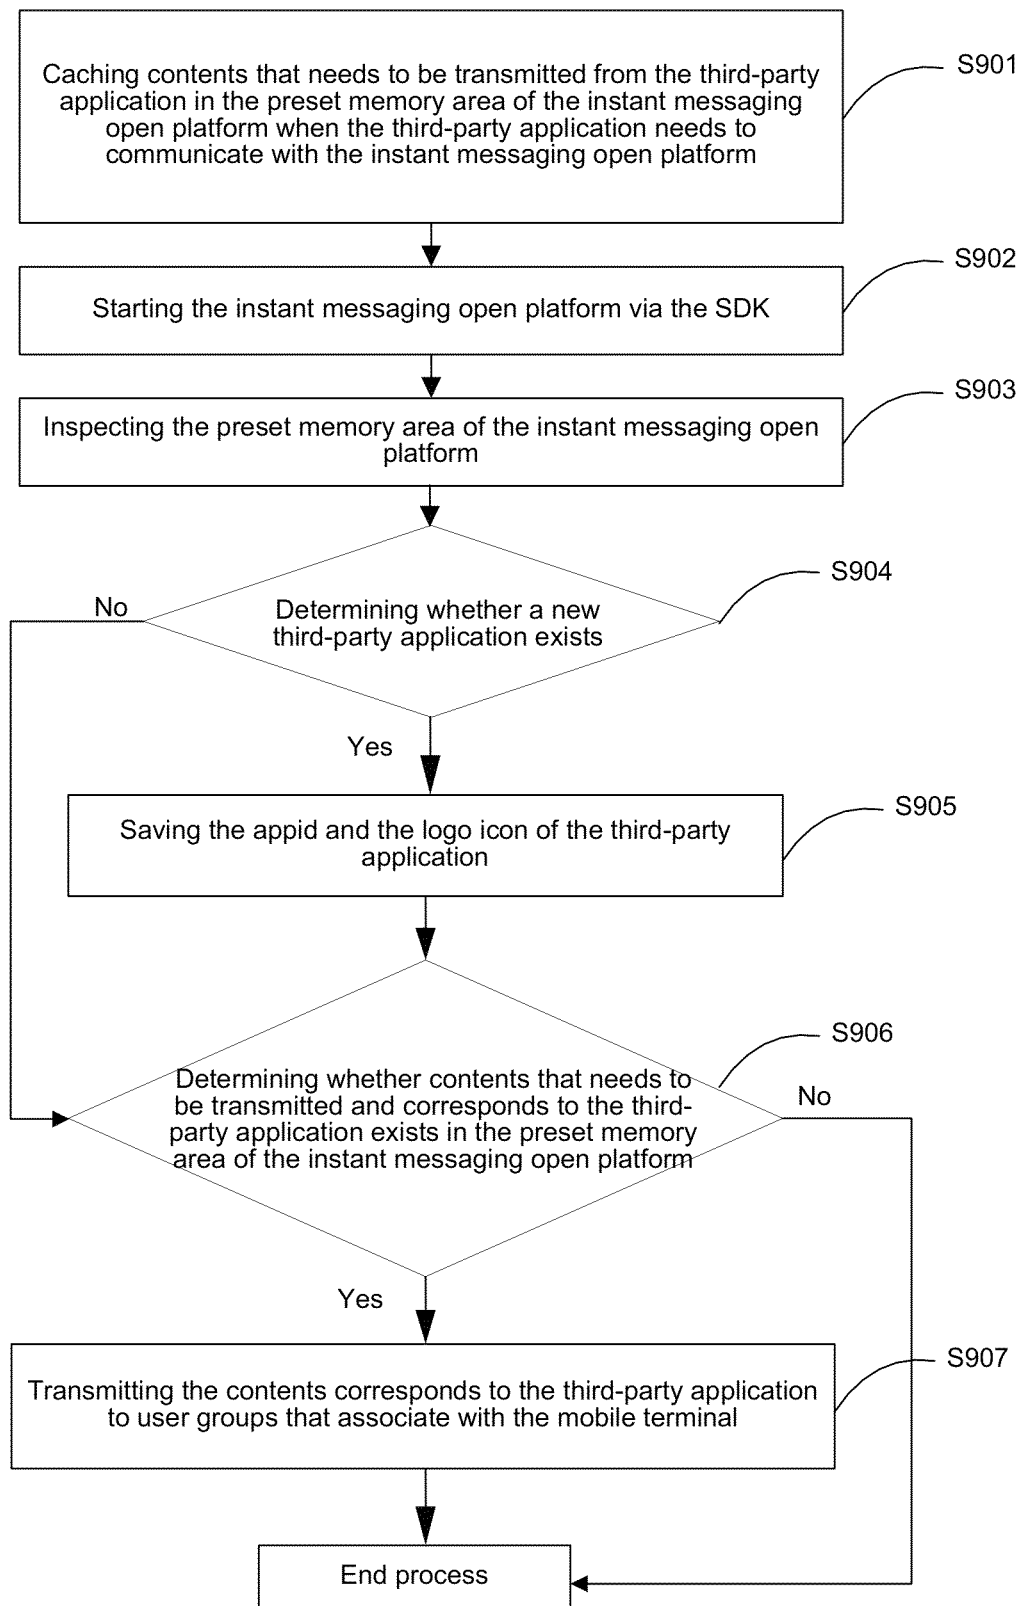 Caching contents that needs to be transmitted from the third-party
application in the preset memory area of the instant messaging
open platform when the third-party application needs to
communicate with the instant messaging open platform
S901
Starting the instant messaging open platform via the SDK
S902
Inspecting the preset memory area of the instant messaging open
platform
S903
Determining whether a new
third-party application exists
S904
No
Yes
Saving the appid and the logo icon of the third-party
application
S905
Determining whether contents that needs to
be transmitted and corresponds to the third-
party application exists in the preset memory
area of the instant messaging open platform
S906
No
Yes
Transmitting the contents corresponds to the third-party application
to user groups that associate with the mobile terminal
S907
End process